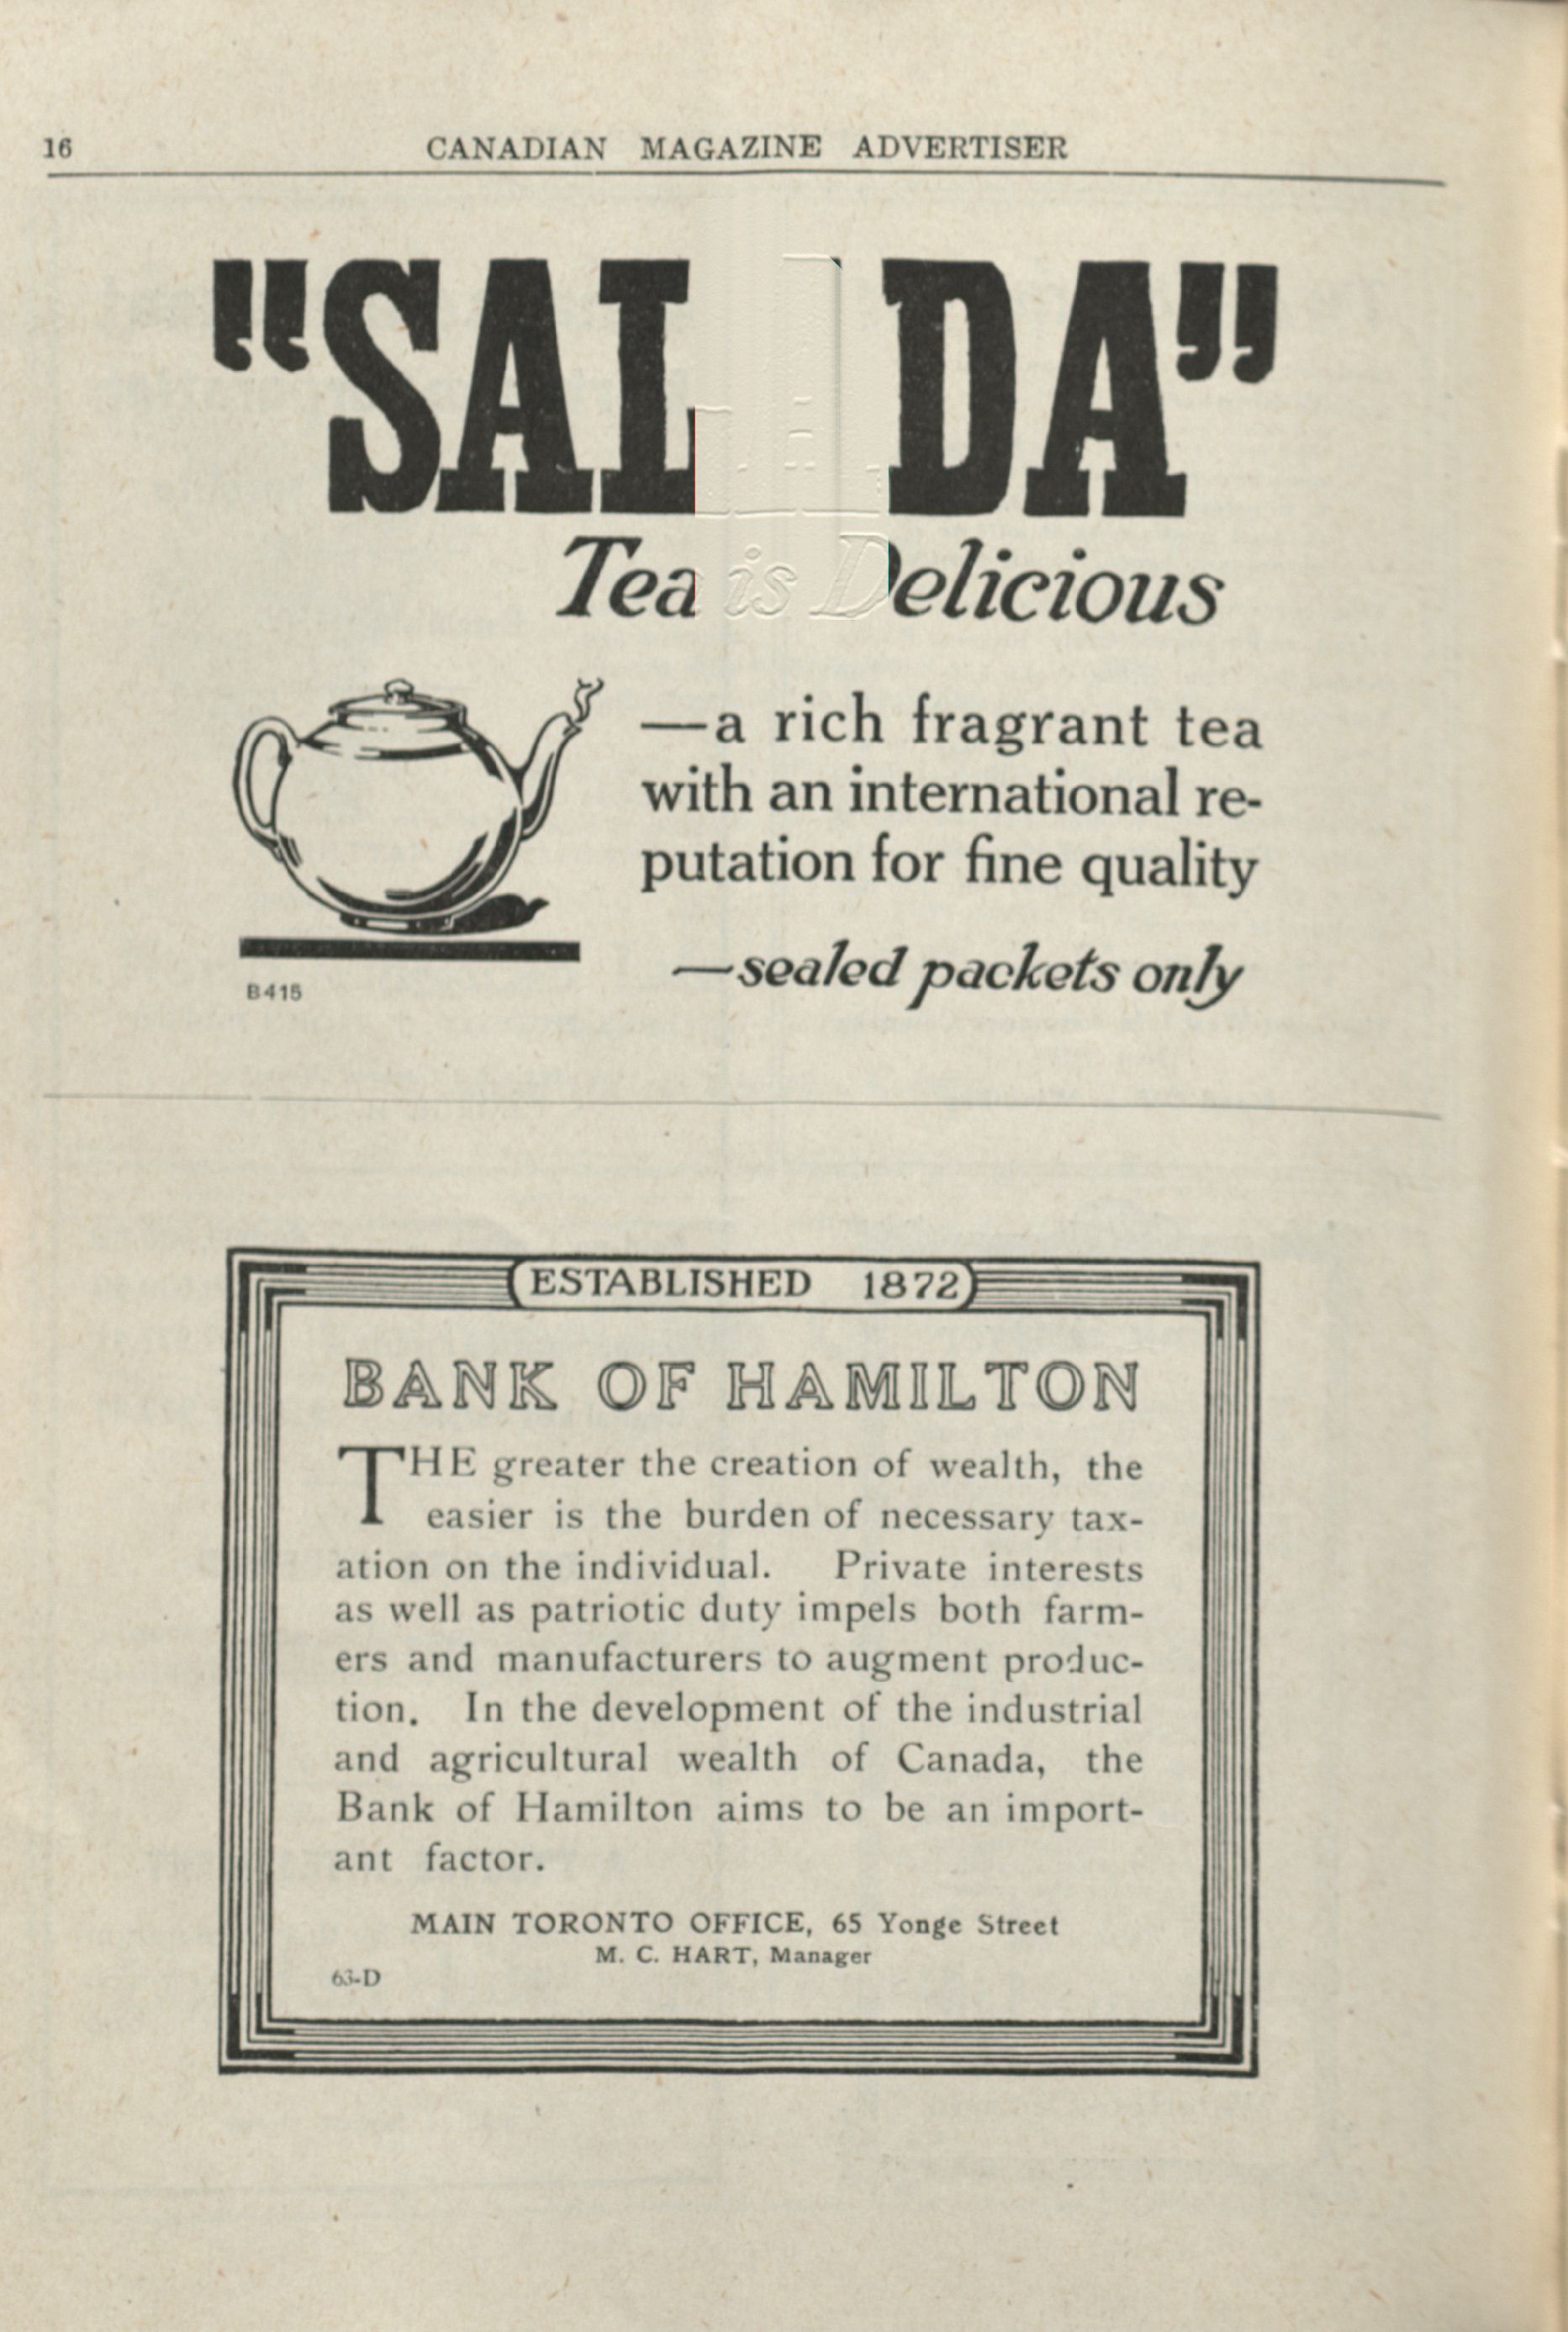 16 CANADIAN MAGAZINE ADVERTISER
Tea is Delicious
—a rich fragrant tea
with an international re-
putation for fine quality
—sealed packets only
B415
ESTABLISHED 1872
BANK OF HAMILTON
THE greater the creation of wealth, the
easier is the burden of necessary tax-
ation on the individual. Private interests
as well as patriotic duty impels both farm-
ers and manufacturers to augment produc-
tion. In the development of the industrial
and agricultural wealth of Canada, the
Bank of Hamilton aims to be an import-
ant factor.
MAIN TORONTO OFFICE, 65 Yonge Street
M. C. HART, Manager
63-D